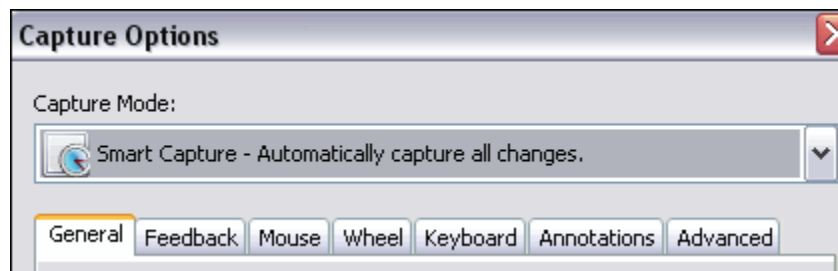 Capture Options
Capture Mode:
Smart Capture - Automatically capture all changes.
General Feedback Mouse Wheel Keyboard Annotations Advanced